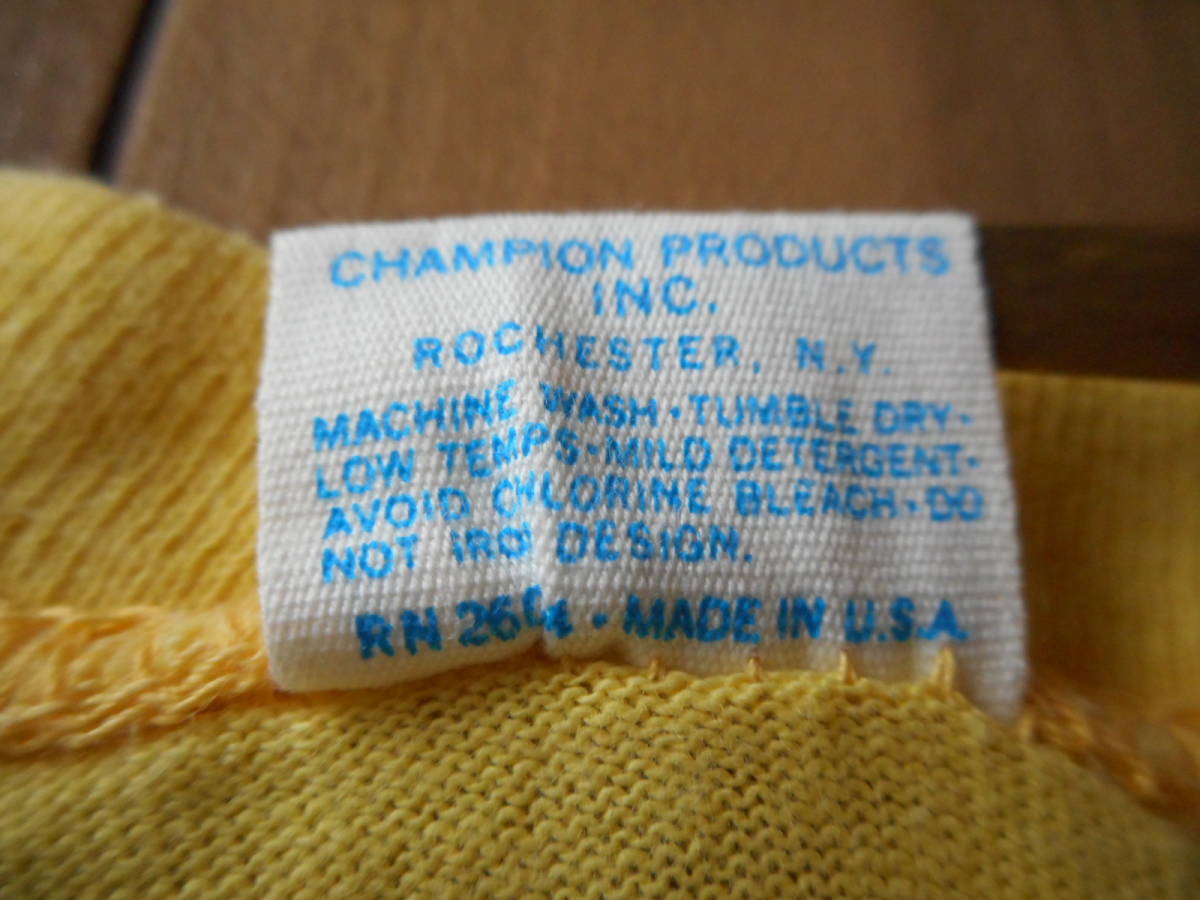 CHAMPION PRODUCTS
INC.
ROCHESTER, N.Y.
MACHINE WASH·TUMBLE DRY-
LOW TEMPS·MILD DETERGENT·
AVOID CHLORINE BLEACH·DO
NOT IRON DESIGN.
RN 26094 · MADE IN U.S.A.